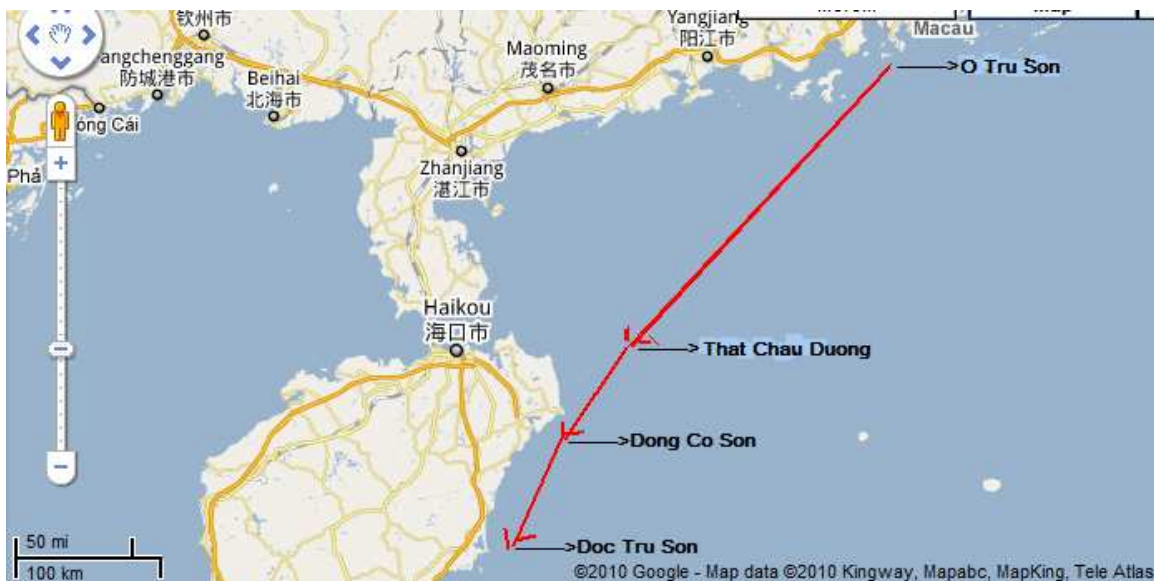 钦州市
Yangjiang
阳江市
Map
Macau
angchenggang
防城港市
Maoming
茂名市
>O Tru Son
Beihai
北海市
óng Cái
Phả
Zhanjiang
湛江市
Haikou
海口市
>That Chau Duong
>Dong Co Son
50 mi
>Doc Tru Son
100 km
©2010 Google - Map data ©2010 Kingway, Mapabc, MapKing, Tele Atlas